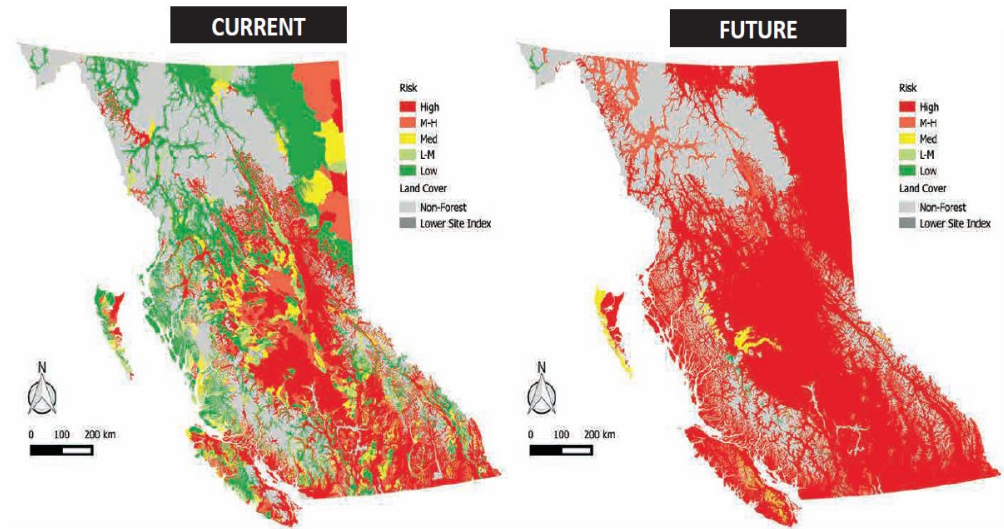 CURRENT
Risk
High
M-H
Med
L-M
Low
Land Cover
Non-Forest
Lower Site Index
N
0 100 200 km
FUTURE
Risk
High
M-H
Med
L-M
Low
Land Cover
Non-Forest
Lower Site Index
N
0 100 200 km